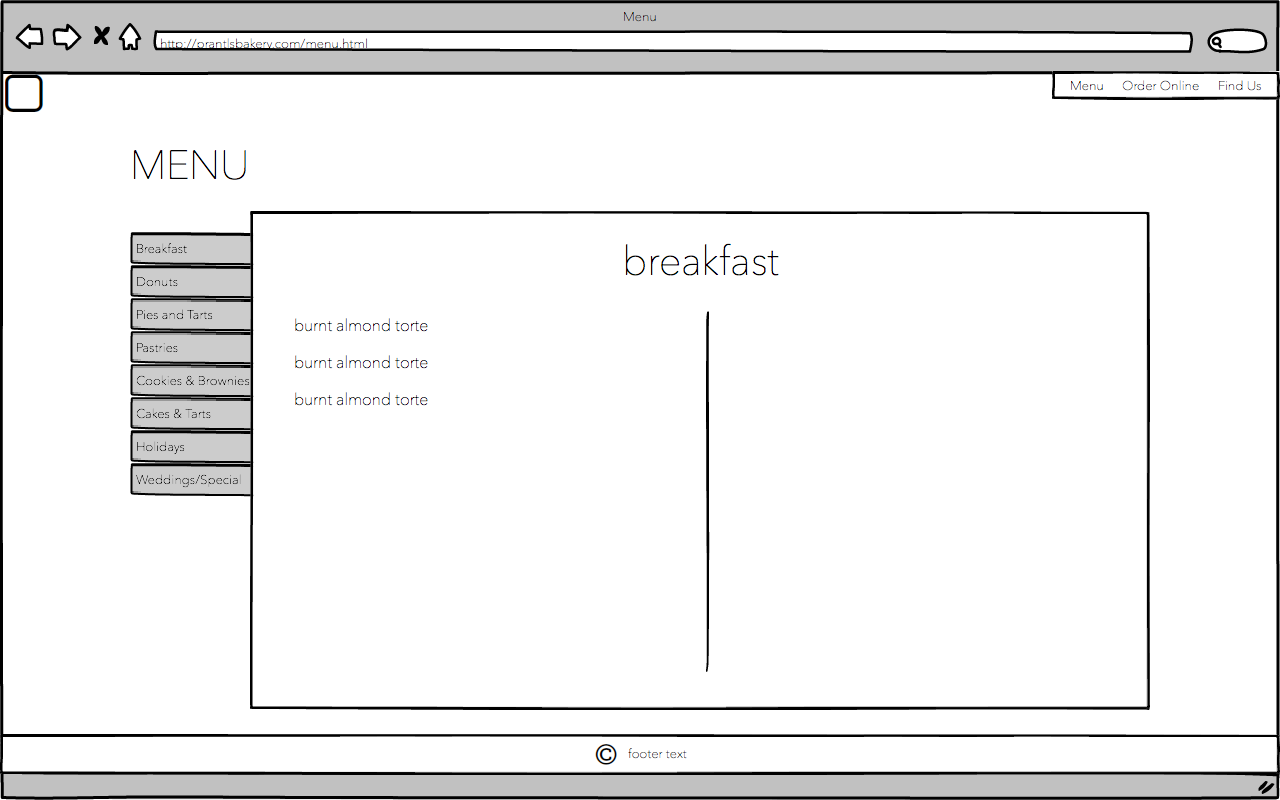 Menu
http://prantlsbakery.com/menu.html
Menu Order Online Find Us
MENU
Breakfast
Donuts
Pies and Tarts
Pastries
Cookies & Brownies
Cakes & Tarts
Holidays
Weddings/Special
breakfast
burnt almond torte
burnt almond torte
burnt almond torte
© footer text